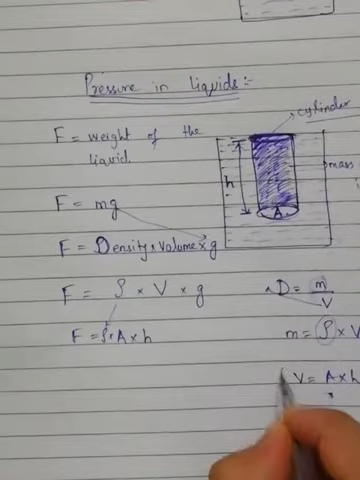 Pressure in liquids:-
cylinder
F = weight of the
liquid.
h
A
mass
F = mg
F = Density x Volume x g
F = ρ x V x g
D = m/V
F = ρ x A x h
m = ρ x V
V = A x h